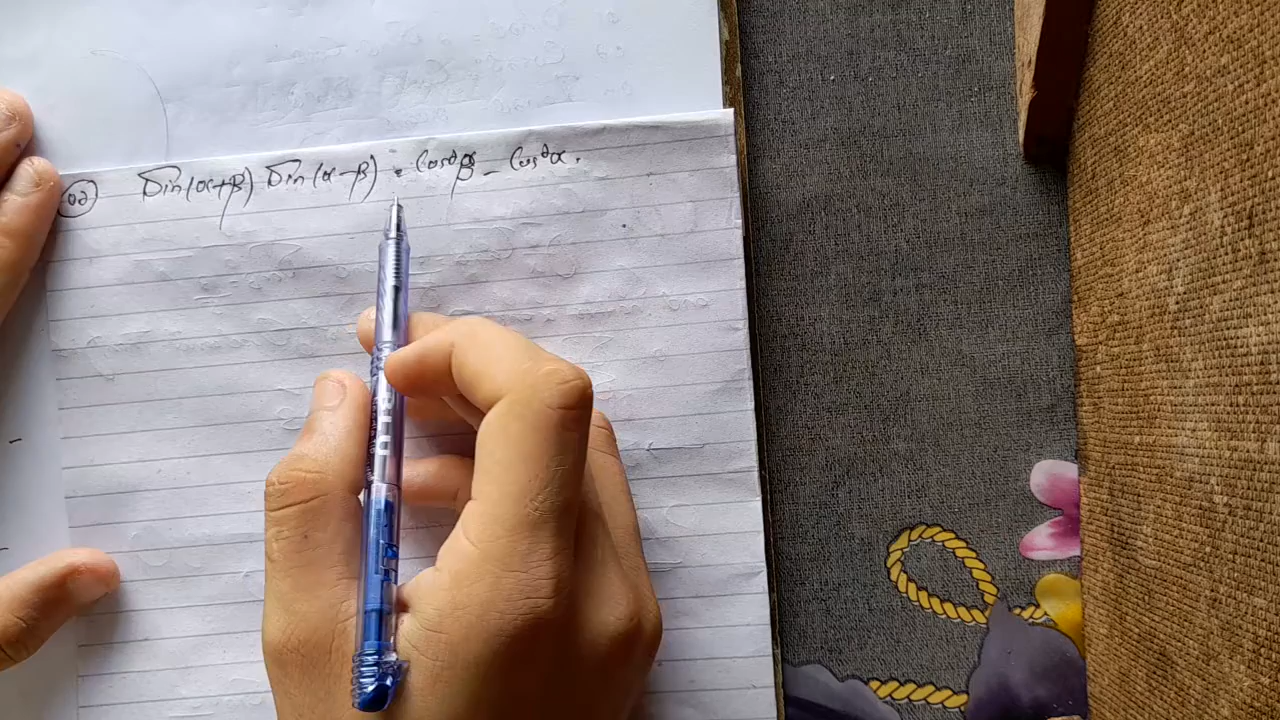 02 Sin(α+β) Sin(α-β) = Cos²β - Cos²α.